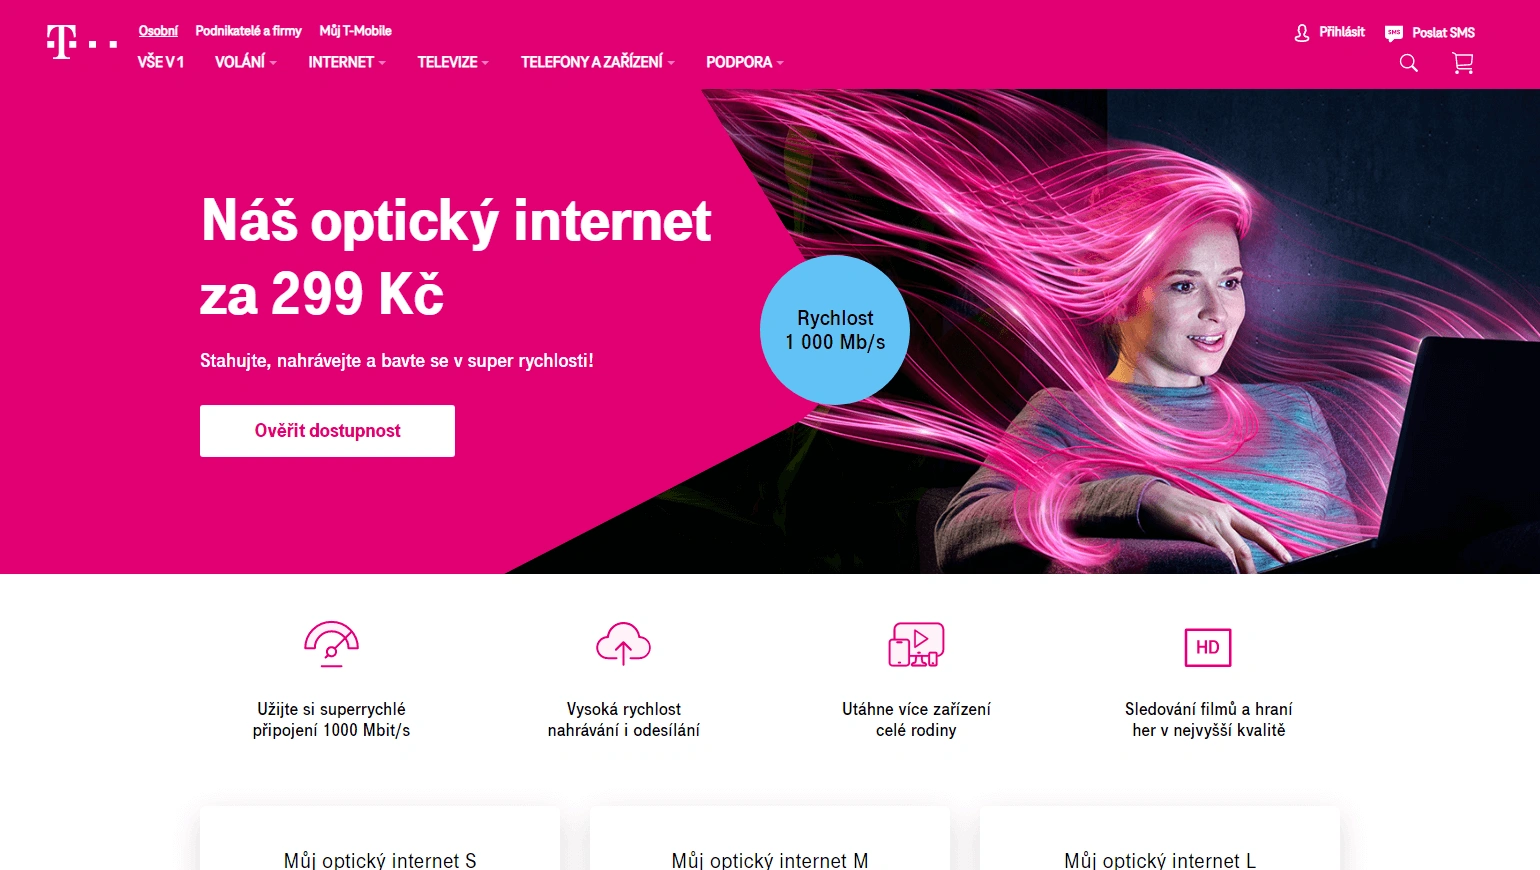 Osobní Podnikatelé a firmy Můj T-Mobile
Přihlásit SMS Poslat SMS
T
VŠE V 1 VOLÁNÍ INTERNET TELEVIZE TELEFONY A ZAŘÍZENÍ PODPORA
Náš optický internet
za 299 Kč
Stahujte, nahrávejte a bavte se v super rychlosti!
Ověřit dostupnost
Rychlost
1 000 Mb/s
Užijte si superrychlé
připojení 1000 Mbit/s
Vysoká rychlost
nahrávání i odesílání
Utáhne více zařízení
celé rodiny
HD
Sledování filmů a hraní
her v nejvyšší kvalitě
Můj optický internet S
Můj optický internet M
Můj optický internet L